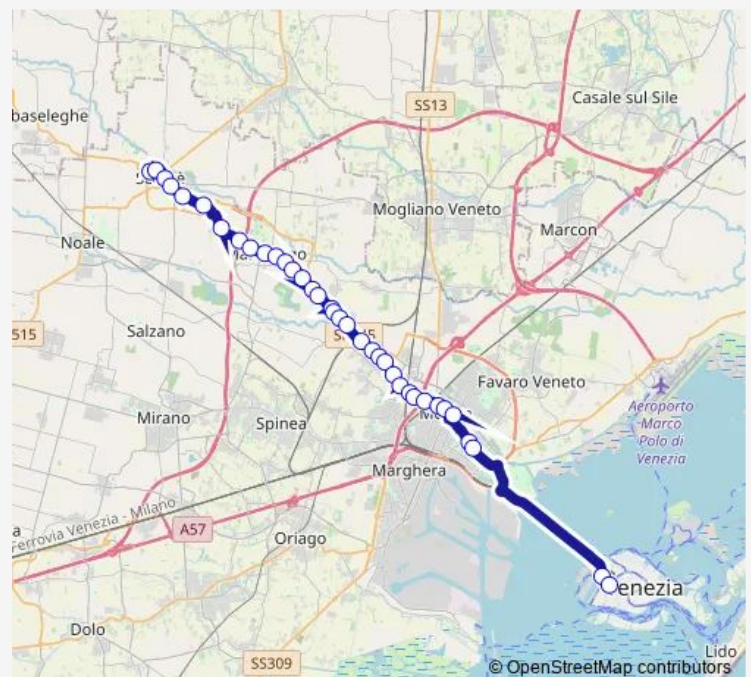 SS13
Casale sul Sile
baseleghe
Mogliano Veneto
Marcon
Noale
515
Salzano
Favaro Veneto
Aeroporto
Marco
Polo di
Venezia
Mirano
Spinea
Marghera
Ferrovia Venezia - Milano
A57
Oriago
enezia
Dolo
SS309
Lido
© OpenStreetMap contributors